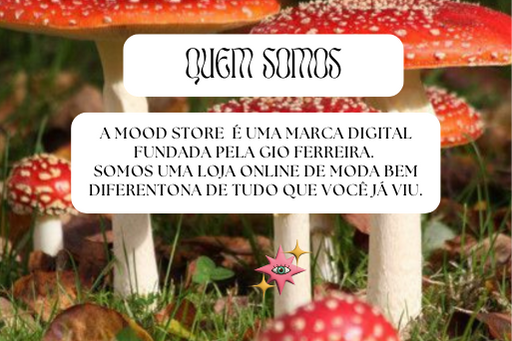 QUEM SOMOS
A MOOD STORE É UMA MARCA DIGITAL
FUNDADA PELA GIO FERREIRA.
SOMOS UMA LOJA ONLINE DE MODA BEM
DIFERENTONA DE TUDO QUE VOCÊ JÁ VIU.